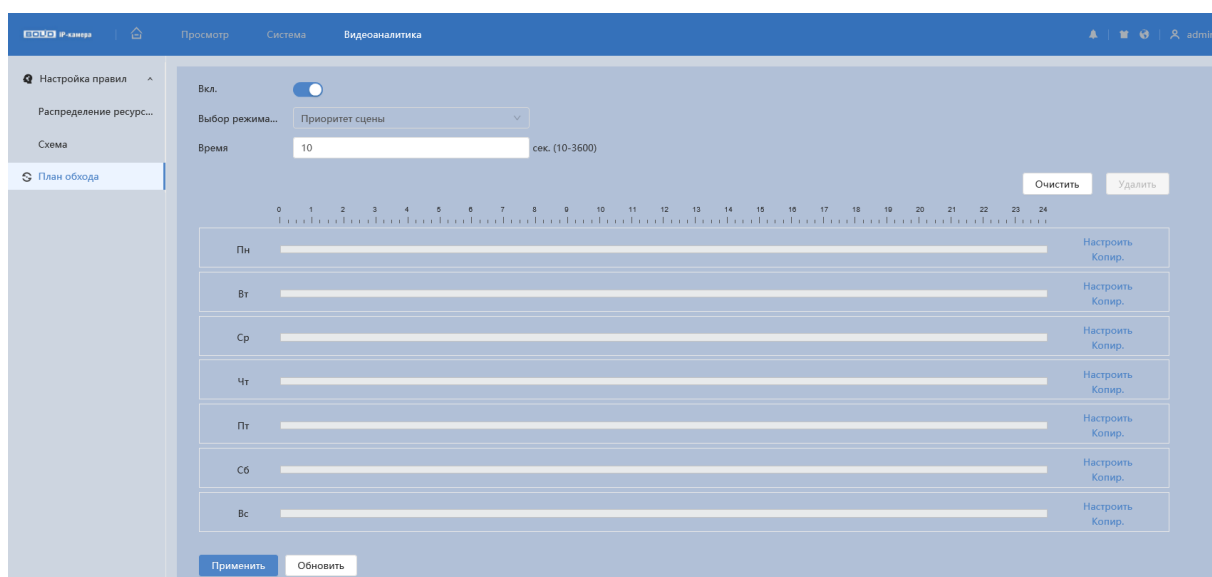 BOLID IP-камера
Просмотр Система Видеоаналитика
admin
Настройка правил
Распределение ресурс...
Схема
План обхода
Вкл.
Выбор режима... Приоритет сцены
Время 10 сек. (10-3600)
Очистить Удалить
0 1 2 3 4 5 6 7 8 9 10 11 12 13 14 15 16 17 18 19 20 21 22 23 24
Пн Настроить
Копир.
Вт Настроить
Копир.
Ср Настроить
Копир.
Чт Настроить
Копир.
Пт Настроить
Копир.
Сб Настроить
Копир.
Вс Настроить
Копир.
Применить Обновить